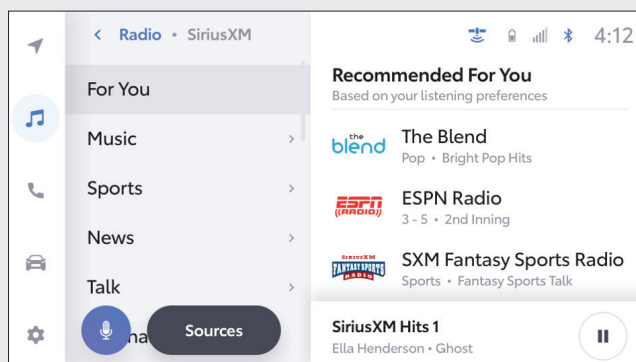 Radio • SiriusXM
4:12
For You
Music
Sports
News
Talk
Sources
Recommended For You
Based on your listening preferences
the
blend
The Blend
Pop • Bright Pop Hits
ESPN
((RADIO))
ESPN Radio
3 - 5 • 2nd Inning
SIRIUSXM
FANTASY SPORTS
RADIO
SXM Fantasy Sports Radio
Sports • Fantasy Sports Talk
SiriusXM Hits 1
Ella Henderson • Ghost